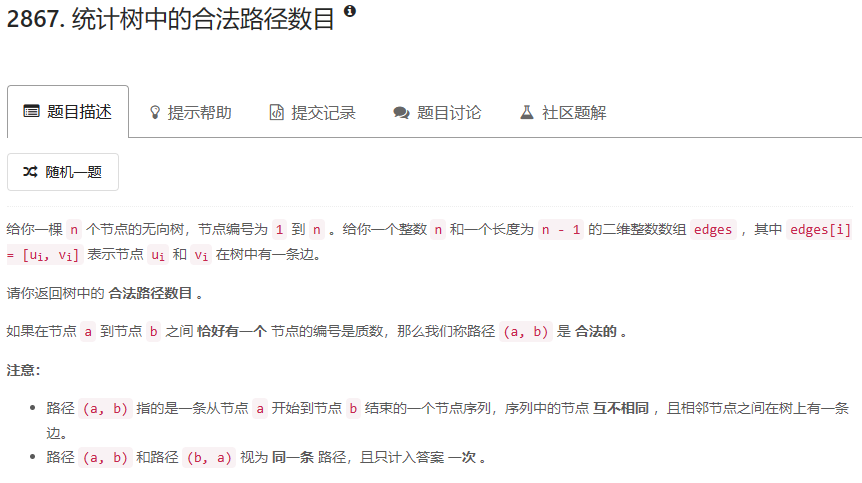 2867. 统计树中的合法路径数目
题目描述 提示帮助 提交记录 题目讨论 社区题解
随机一题
给你一棵 n 个节点的无向树，节点编号为 1 到 n 。给你一个整数 n 和一个长度为 n - 1 的二维整数数组 edges ，其中 edges[i]
= [ui, vi] 表示节点 ui 和 vi 在树中有一条边。
请你返回树中的 合法路径数目 。
如果在节点 a 到节点 b 之间 恰好有一个 节点的编号是质数，那么我们称路径 (a, b) 是 合法的 。
注意：
• 路径 (a, b) 指的是一条从节点 a 开始到节点 b 结束的一个节点序列，序列中的节点 互不相同 ，且相邻节点之间在树上有一条
边。
• 路径 (a, b) 和路径 (b, a) 视为 同一条 路径，且只计入答案 一次 。